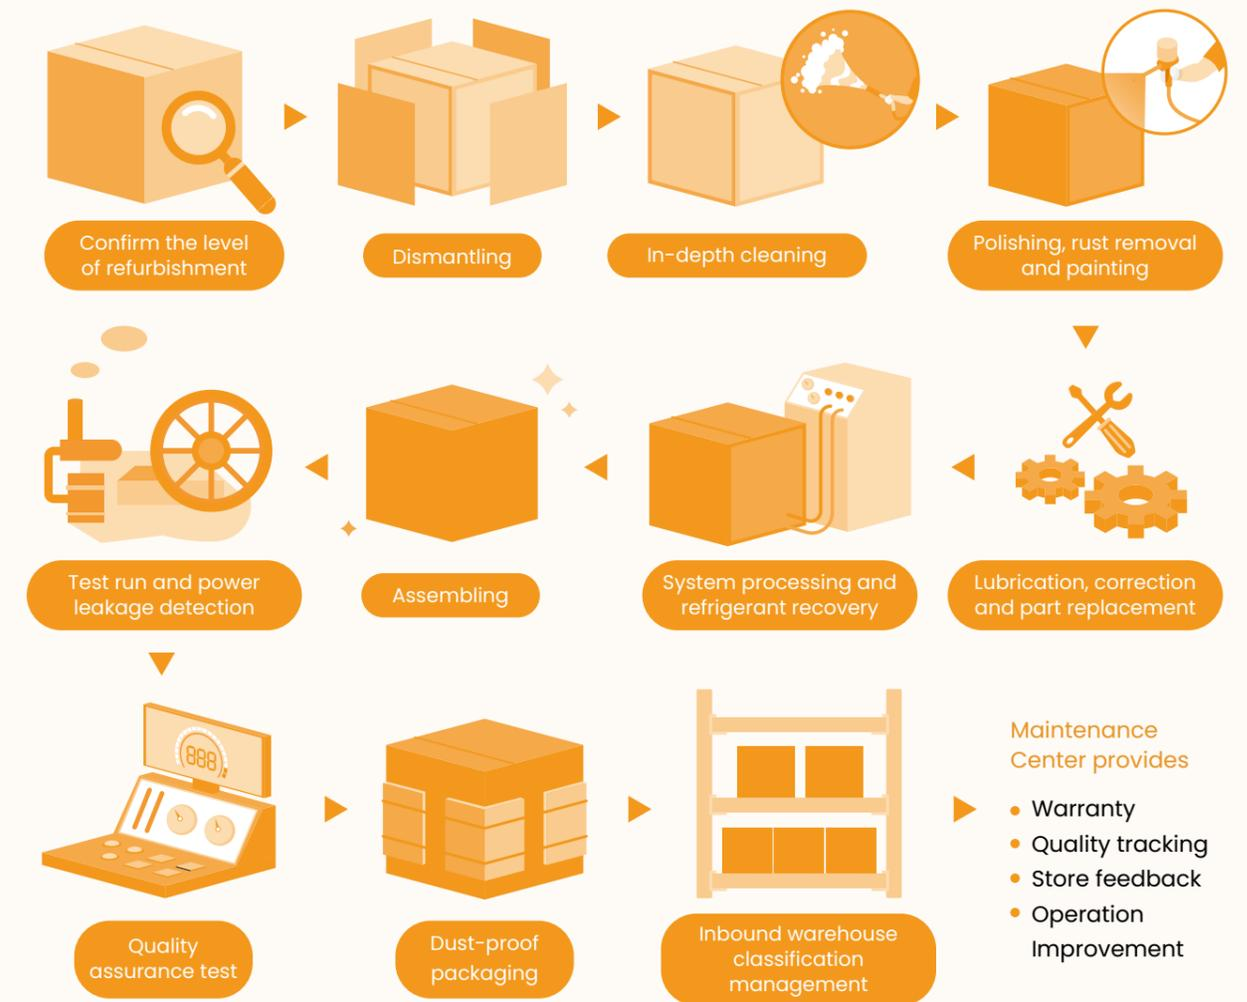 Confirm the level
of refurbishment
Dismantling
In-depth cleaning
Polishing, rust removal
and painting
Lubrication, correction
and part replacement
System processing and
refrigerant recovery
Assembling
Test run and power
leakage detection
888
Quality
assurance test
Dust-proof
packaging
Inbound warehouse
classification
management
Maintenance
Center provides
Warranty
Quality tracking
Store feedback
Operation
Improvement